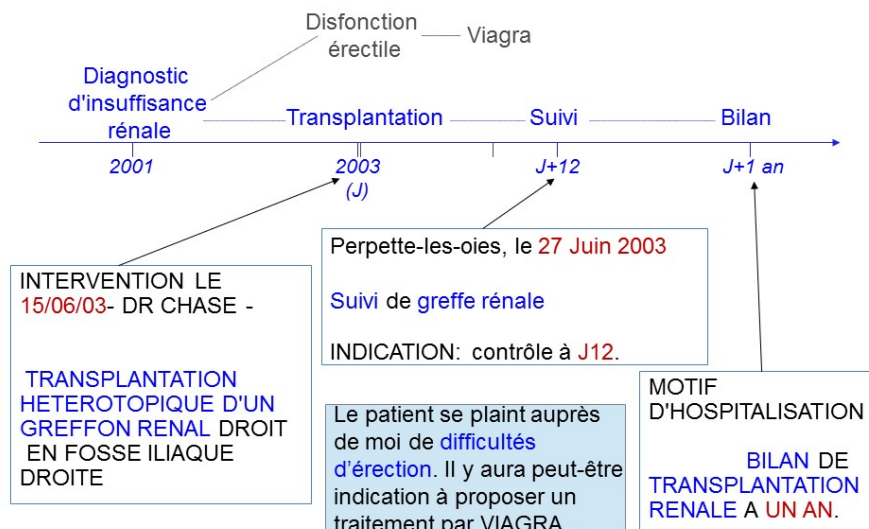 Disfonction
érectile
Viagra
Diagnostic
d'insuffisance
rénale
Transplantation
Suivi
Bilan
2001
2003
(J)
J+12
J+1 an
INTERVENTION LE
15/06/03- DR CHASE -
TRANSPLANTATION
HETEROTOPIQUE D'UN
GREFFON RENAL DROIT
EN FOSSE ILIAQUE
DROITE
Perpette-les-oies, le 27 Juin 2003
Suivi de greffe rénale
INDICATION: contrôle à J12.
Le patient se plaint auprès
de moi de difficultés
d'érection. Il y aura peut-être
indication à proposer un
traitement par VIAGRA
MOTIF
D'HOSPITALISATION
BILAN DE
TRANSPLANTATION
RENALE A UN AN.